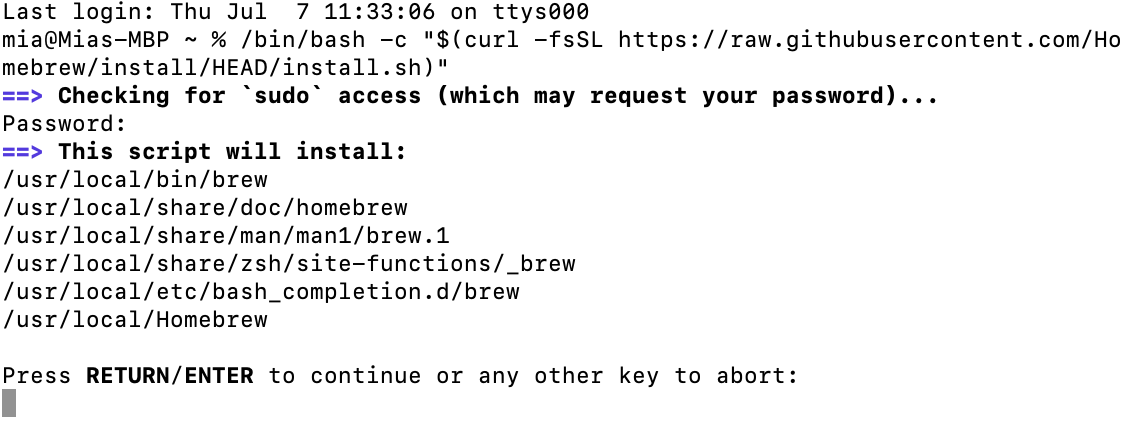 Last login: Thu Jul  7 11:33:06 on ttys000
mia@Mias-MBP ~ % /bin/bash -c "$(curl -fsSL https://raw.githubusercontent.com/Ho
mebrew/install/HEAD/install.sh)"
==> Checking for `sudo` access (which may request your password)...
Password:
==> This script will install:
/usr/local/bin/brew
/usr/local/share/doc/homebrew
/usr/local/share/man/man1/brew.1
/usr/local/share/zsh/site-functions/_brew
/usr/local/etc/bash_completion.d/brew
/usr/local/Homebrew

Press RETURN/ENTER to continue or any other key to abort: